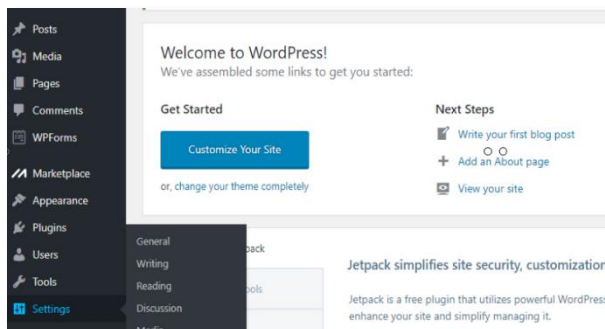 Posts
Media
Pages
Comments
WPForms
Marketplace
Appearance
Plugins
Users
Tools
Settings
General
Writing
Reading
Discussion
Welcome to WordPress!
We've assembled some links to get you started:
Get Started
Customize Your Site
or, change your theme completely
Next Steps
Write your first blog post
Add an About page
View your site
pack
ools
Jetpack simplifies site security, customization
Jetpack is a free plugin that utilizes powerful WordPress
enhance your site and simplify managing it.